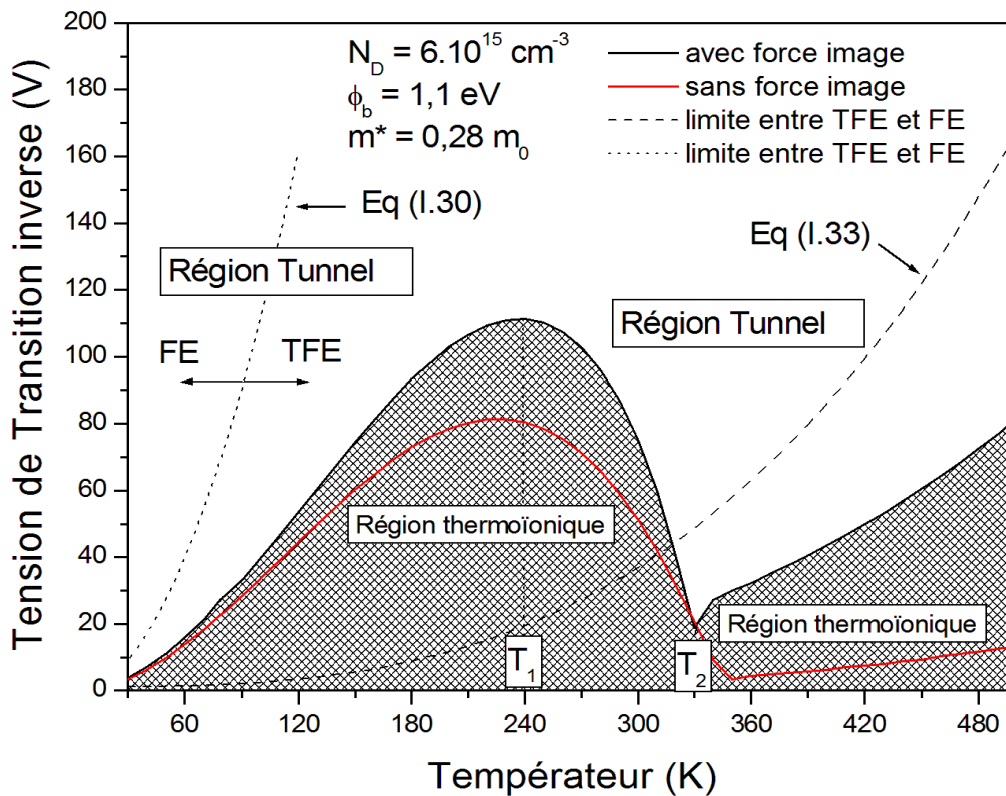 Tension de Transition inverse (V)
200
180
160
140
120
100
80
60
40
20
0
N_D = 6.10^15 cm^-3
ϕ_b = 1,1 eV
m* = 0,28 m_0
avec force image
sans force image
limite entre TFE et FE
limite entre TFE et FE
Eq (I.30)
Eq (I.33)
Région Tunnel
Région Tunnel
FE
TFE
Région thermoïonique
Région thermoïonique
T_1
T_2
60
120
180
240
300
360
420
480
Températeur (K)